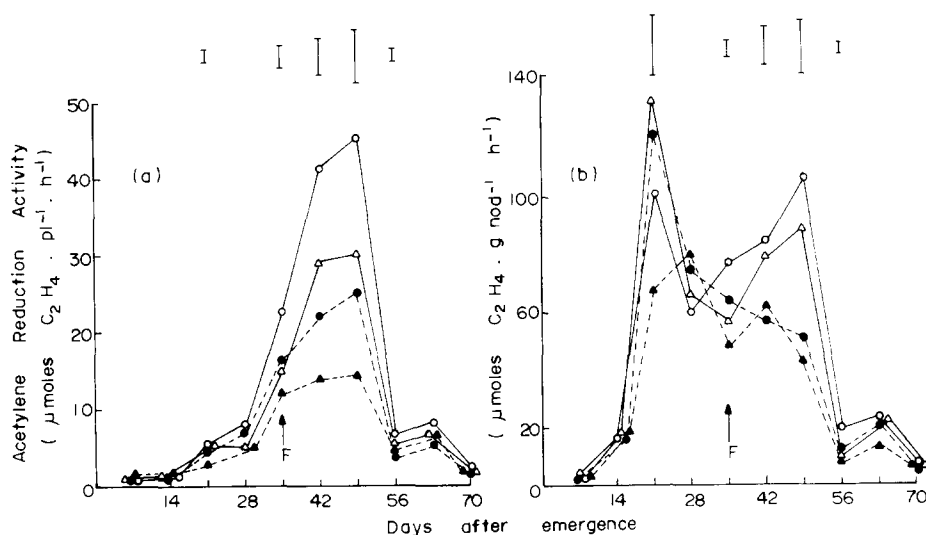 Acetylene Reduction Activity
( μmoles C₂ H₄ · pl⁻¹ · h⁻¹ )
50
40
30
20
10
0
(a)
F
14
28
42
56
70
( μmoles C₂ H₄ · g nod⁻¹ h⁻¹ )
140
100
60
20
0
(b)
F
14
28
42
56
70
Days after emergence